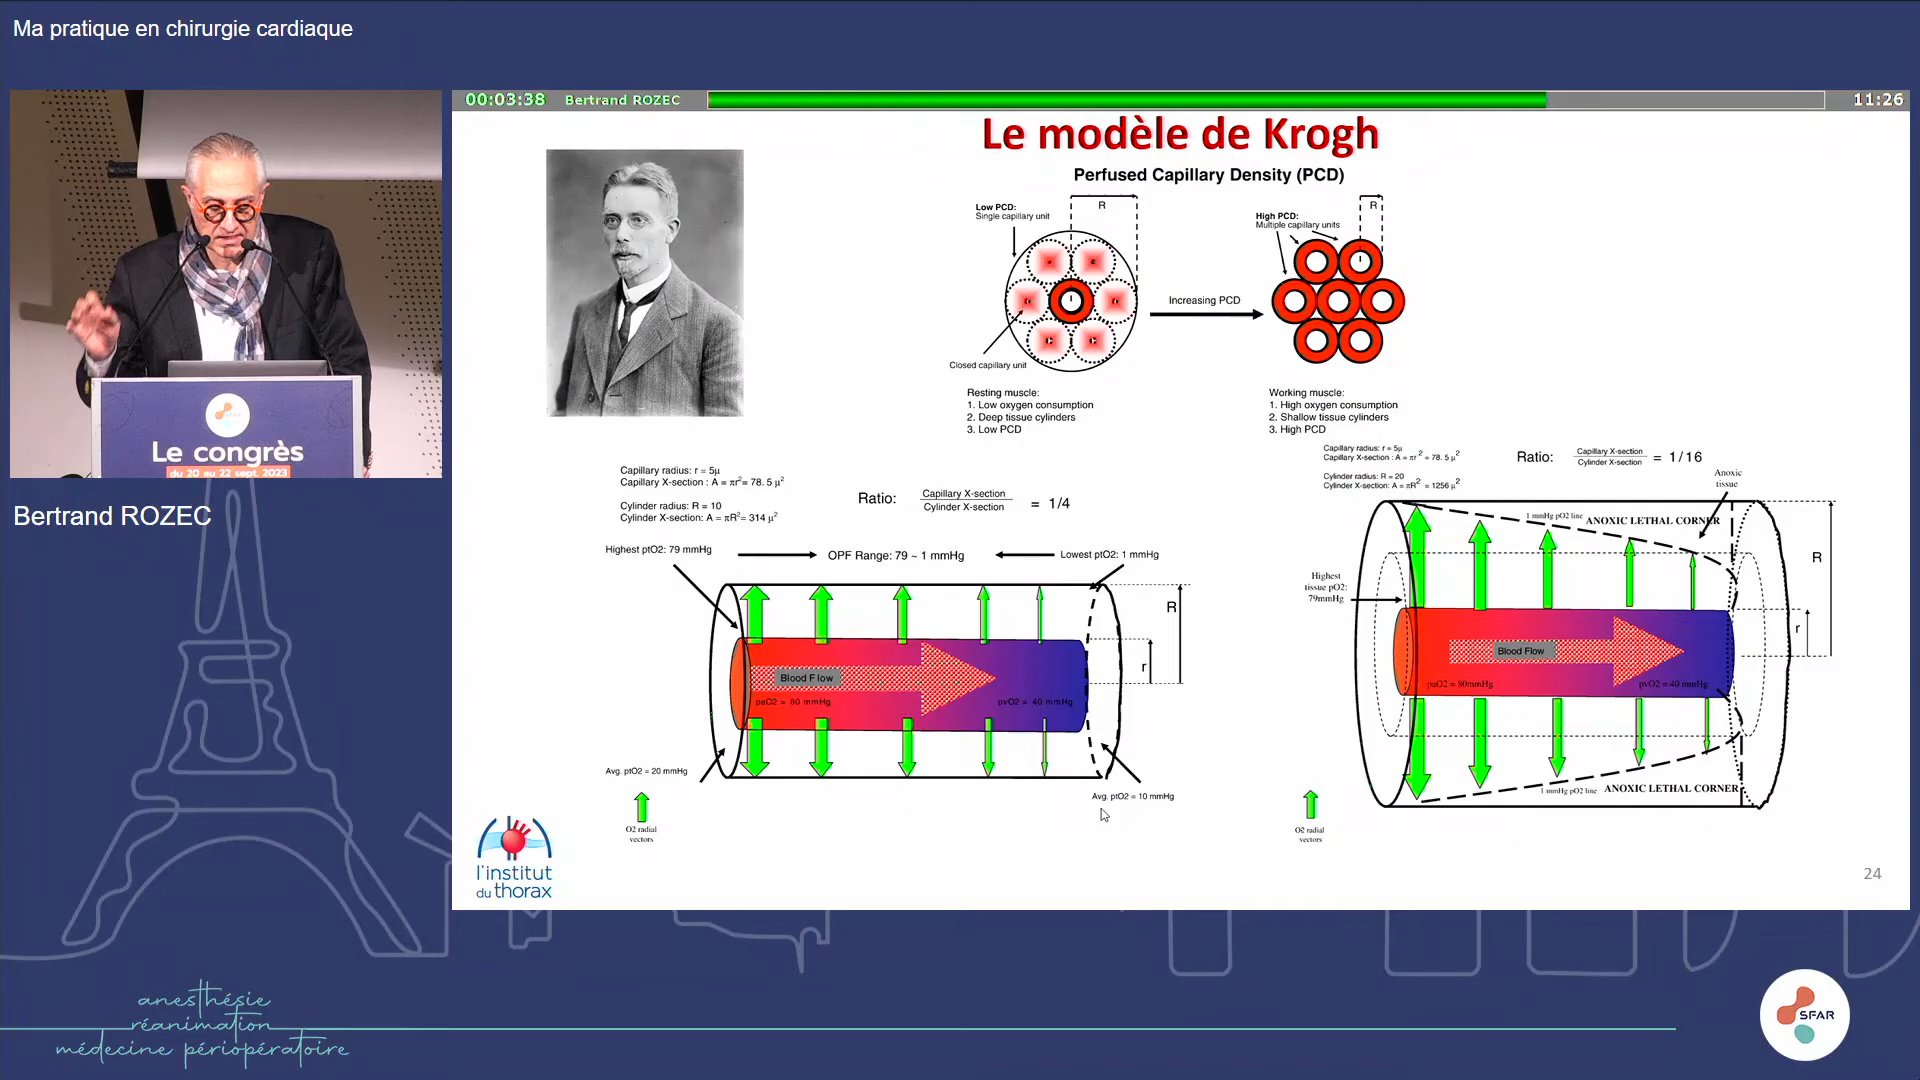 Ma pratique en chirurgie cardiaque
00:03:38 Bertrand ROZEC 11:26
SFAR
Le congrès
du 20 au 22 sept. 2023
Bertrand ROZEC
Le modèle de Krogh
Perfused Capillary Density (PCD)
Low PCD:
Single capillary unit
R
High PCD:
Multiple capillary units
R
Increasing PCD
Closed capillary unit
Resting muscle:
1. Low oxygen consumption
2. Deep tissue cylinders
3. Low PCD
Working muscle:
1. High oxygen consumption
2. Shallow tissue cylinders
3. High PCD
Capillary radius: r = 5µ
Capillary X-section : A = πr²= 78. 5 µ²
Cylinder radius: R = 10
Cylinder X-section: A = πR²= 314 µ²
Ratio: Capillary X-section
Cylinder X-section = 1/4
Highest ptO2: 79 mmHg
OPF Range: 79 ~ 1 mmHg
Lowest ptO2: 1 mmHg
R
r
Blood Flow
paO2 = 80 mmHg
pvO2 = 40 mmHg
Avg. ptO2 = 20 mmHg
Avg. ptO2 = 10 mmHg
O2 radial
vectors
Capillary radius: r = 5µ
Capillary X-section : A = πr² = 78. 5 µ²
Cylinder radius: R = 20
Cylinder X-section: A = πR² = 1256 µ²
Ratio: Capillary X-section
Cylinder X-section = 1/16
Anoxic
tissue
1 mmHg pO2 line ANOXIC LETHAL CORNER
Highest
tissue pO2:
79mmHg
R
r
Blood Flow
paO2 = 80mmHg
pvO2 = 40 mmHg
1 mmHg pO2 line ANOXIC LETHAL CORNER
O2 radial
vectors
l'institut
du thorax
24
anesthésie
réanimation
médecine périopératoire
SFAR